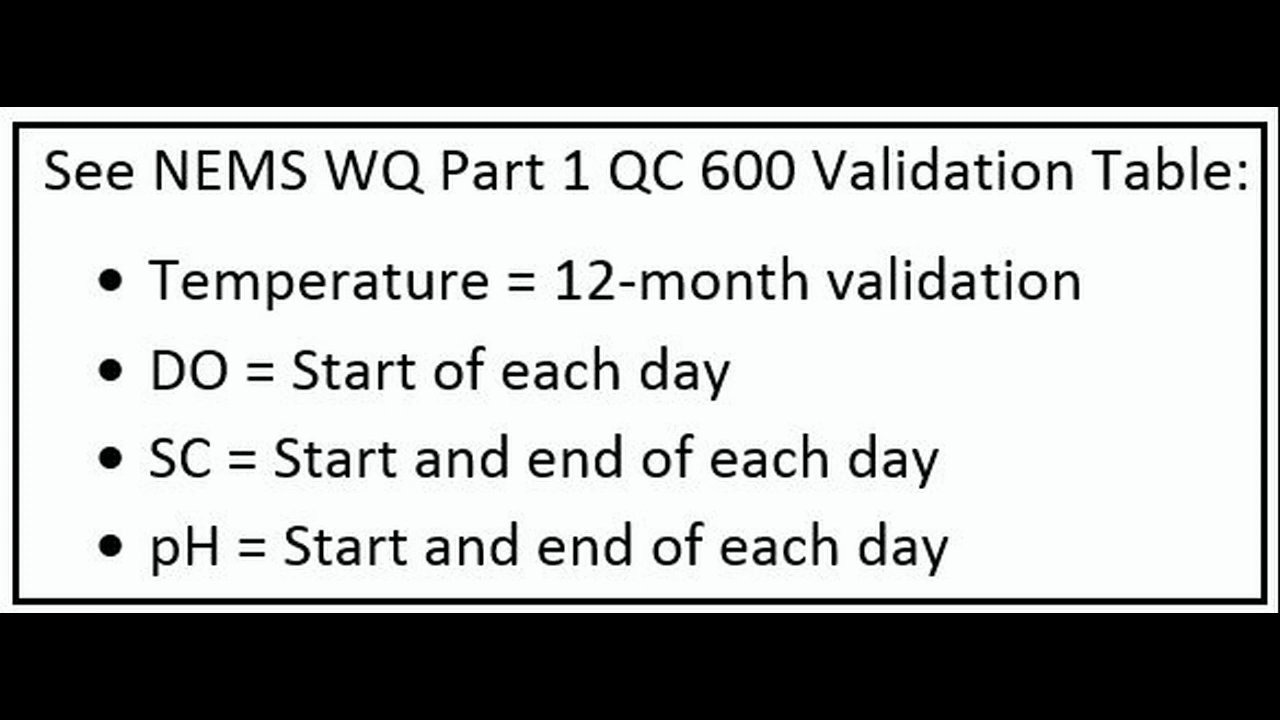 See NEMS WQ Part 1 QC 600 Validation Table:
• Temperature = 12-month validation
• DO = Start of each day
• SC = Start and end of each day
• pH = Start and end of each day